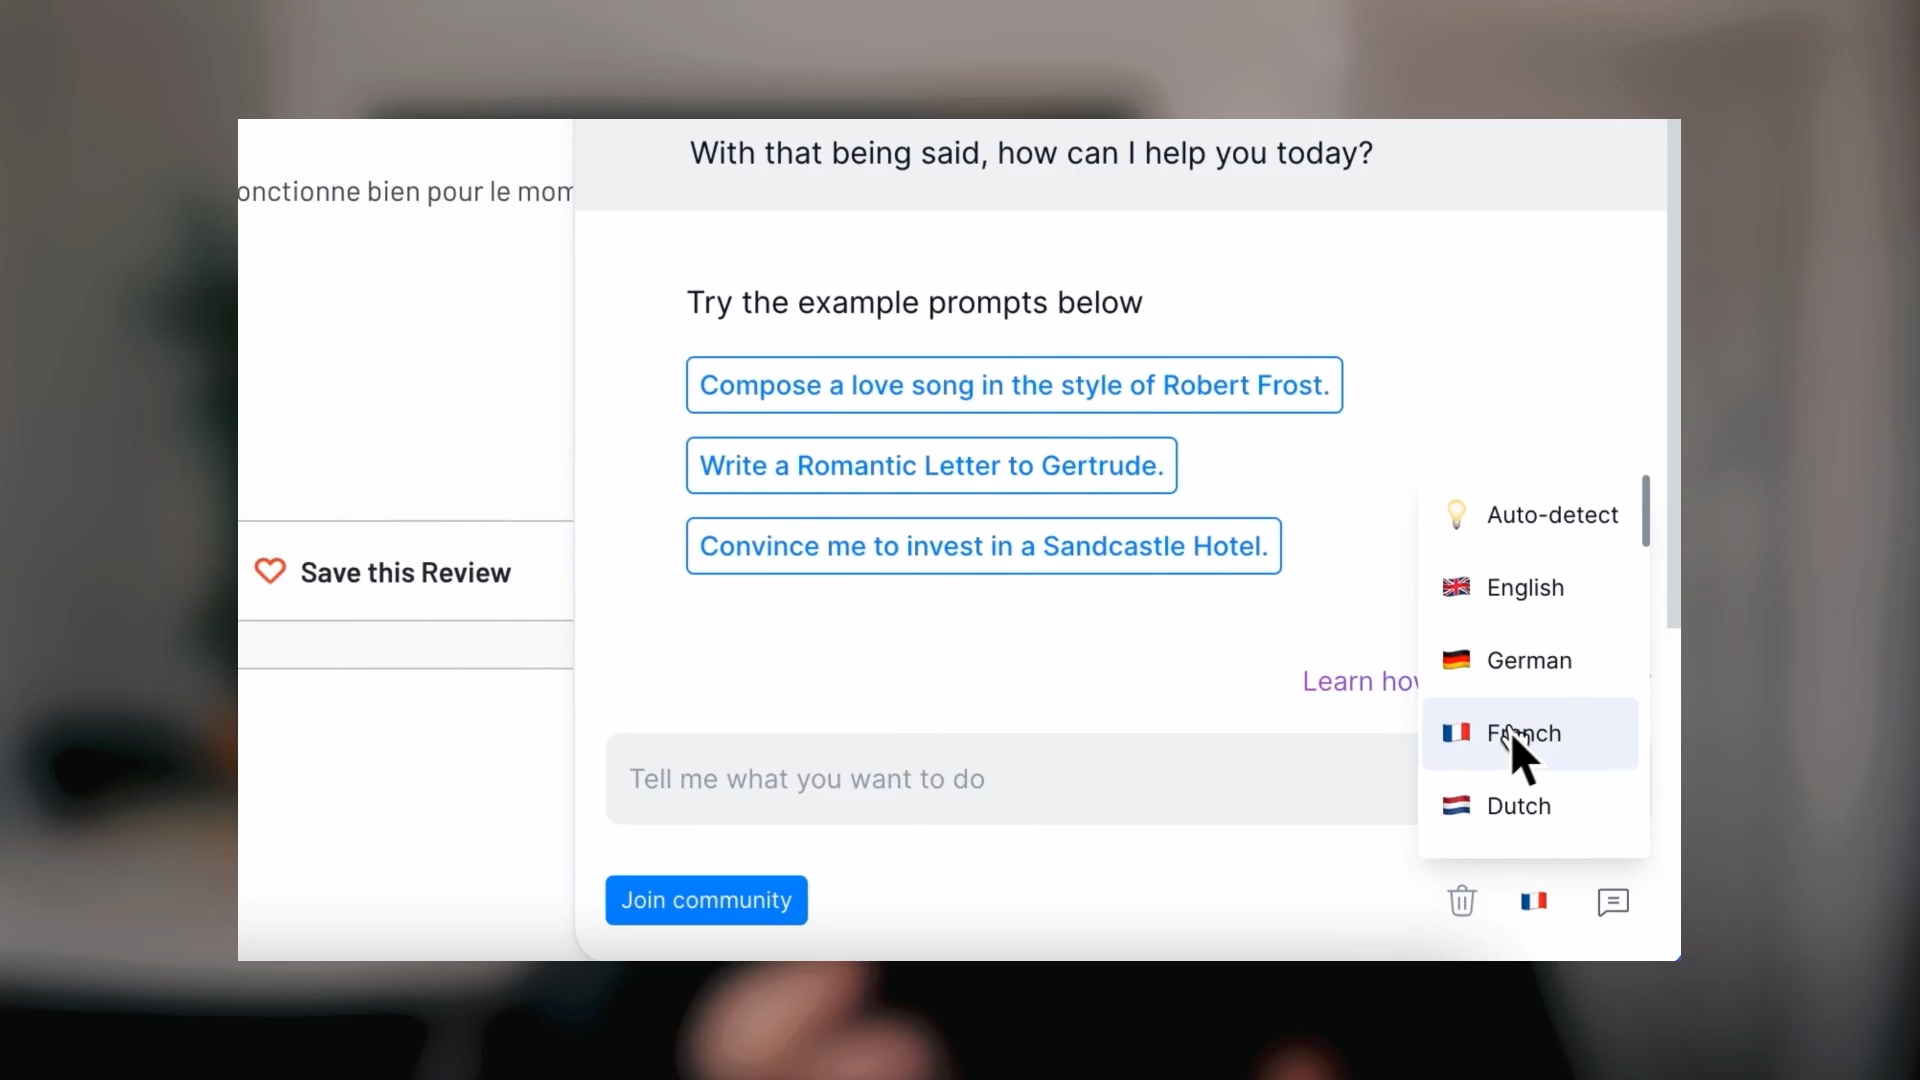 With that being said, how can I help you today?
onctionne bien pour le mom
Try the example prompts below
Compose a love song in the style of Robert Frost.
Write a Romantic Letter to Gertrude.
Convince me to invest in a Sandcastle Hotel.
Save this Review
Auto-detect
English
German
French
Dutch
Learn how
Tell me what you want to do
Join community